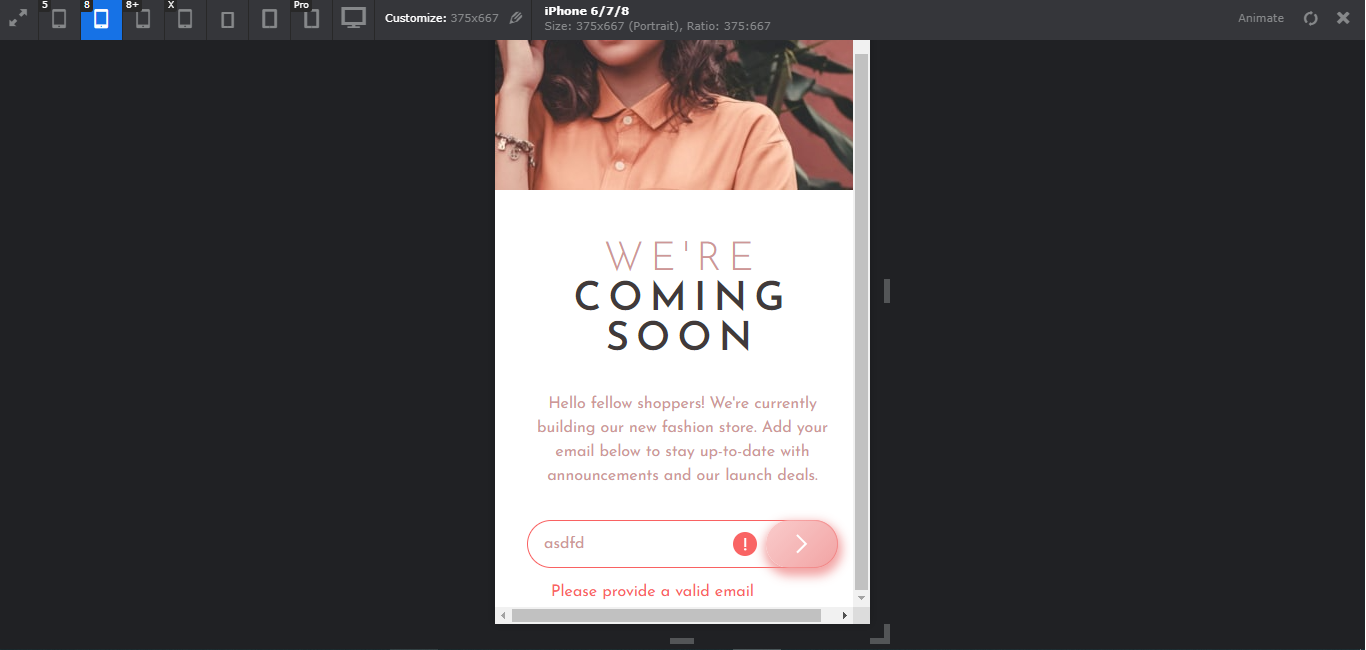 5
8
8+
X
Pro
Customize: 375x667
iPhone 6/7/8
Size: 375x667 (Portrait), Ratio: 375:667
Animate
WE'RE
COMING
SOON
Hello fellow shoppers! We're currently
building our new fashion store. Add your
email below to stay up-to-date with
announcements and our launch deals.
asdfd
!
Please provide a valid email